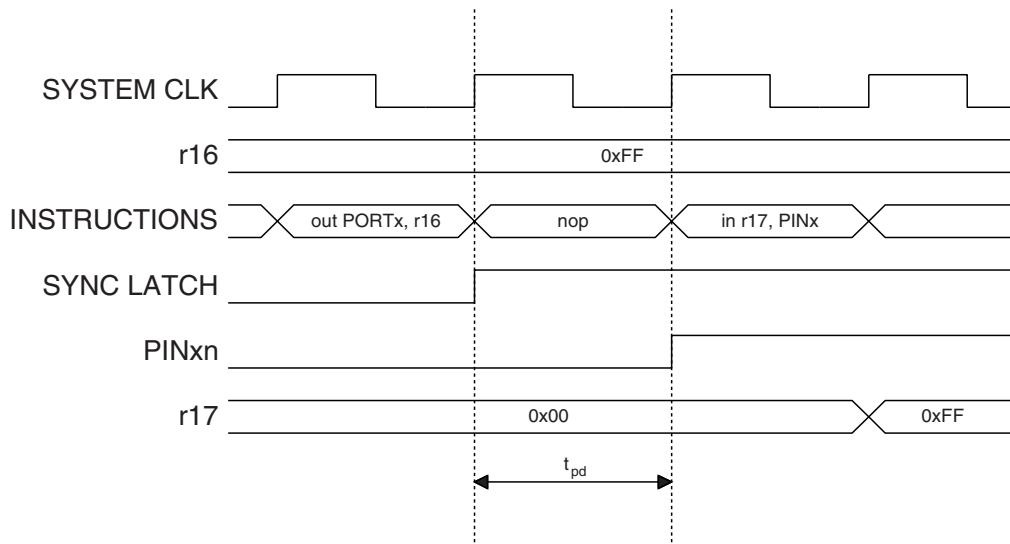 SYSTEM CLK
r16
0xFF
INSTRUCTIONS
out PORTx, r16
nop
in r17, PINx
SYNC LATCH
PINxn
r17
0x00
0xFF
tpd